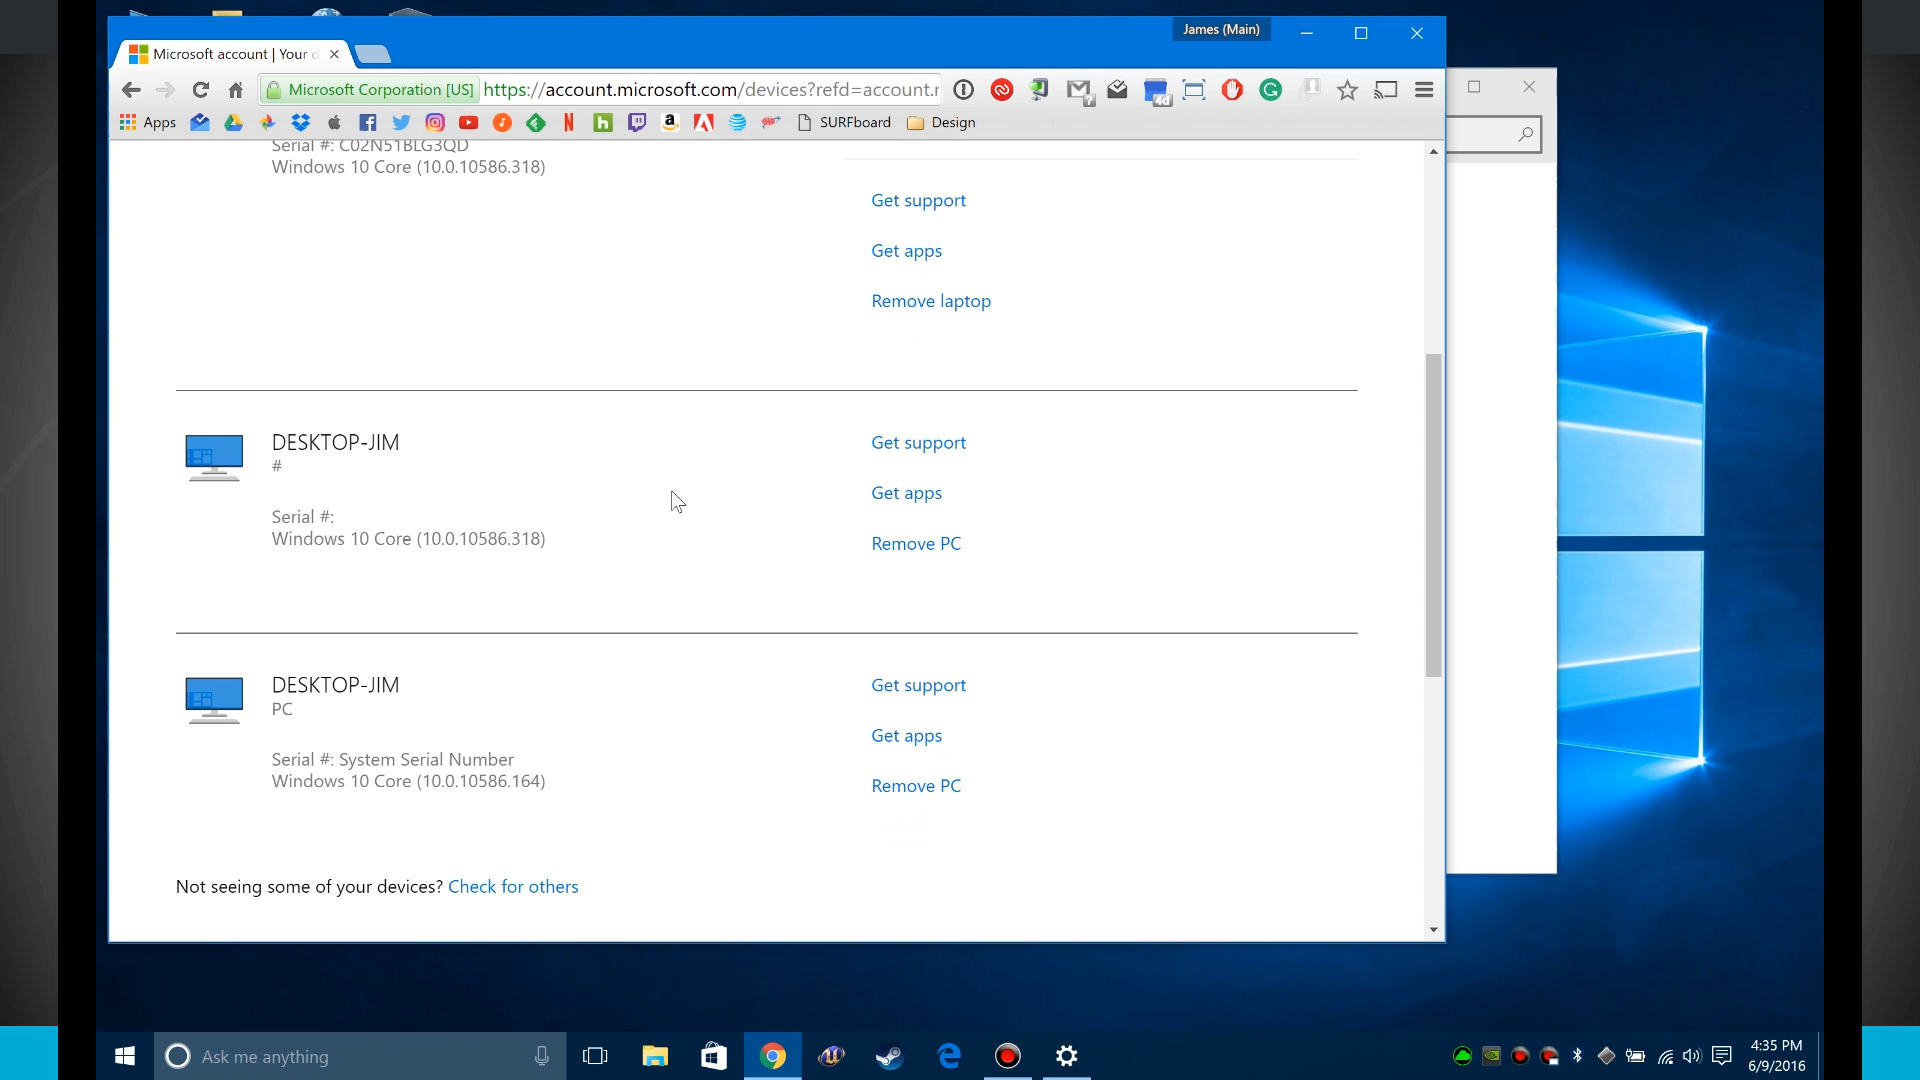 James (Main)
Microsoft account | Your d
Microsoft Corporation [US] https://account.microsoft.com/devices?refd=account.r
4d
Apps
SURFboard
Design
Serial #: C02N51BLG3QD
Windows 10 Core (10.0.10586.318)
Get support
Get apps
Remove laptop
DESKTOP-JIM
#
Serial #:
Windows 10 Core (10.0.10586.318)
Get support
Get apps
Remove PC
DESKTOP-JIM
PC
Serial #: System Serial Number
Windows 10 Core (10.0.10586.164)
Get support
Get apps
Remove PC
Not seeing some of your devices? Check for others
Ask me anything
4:35 PM
6/9/2016